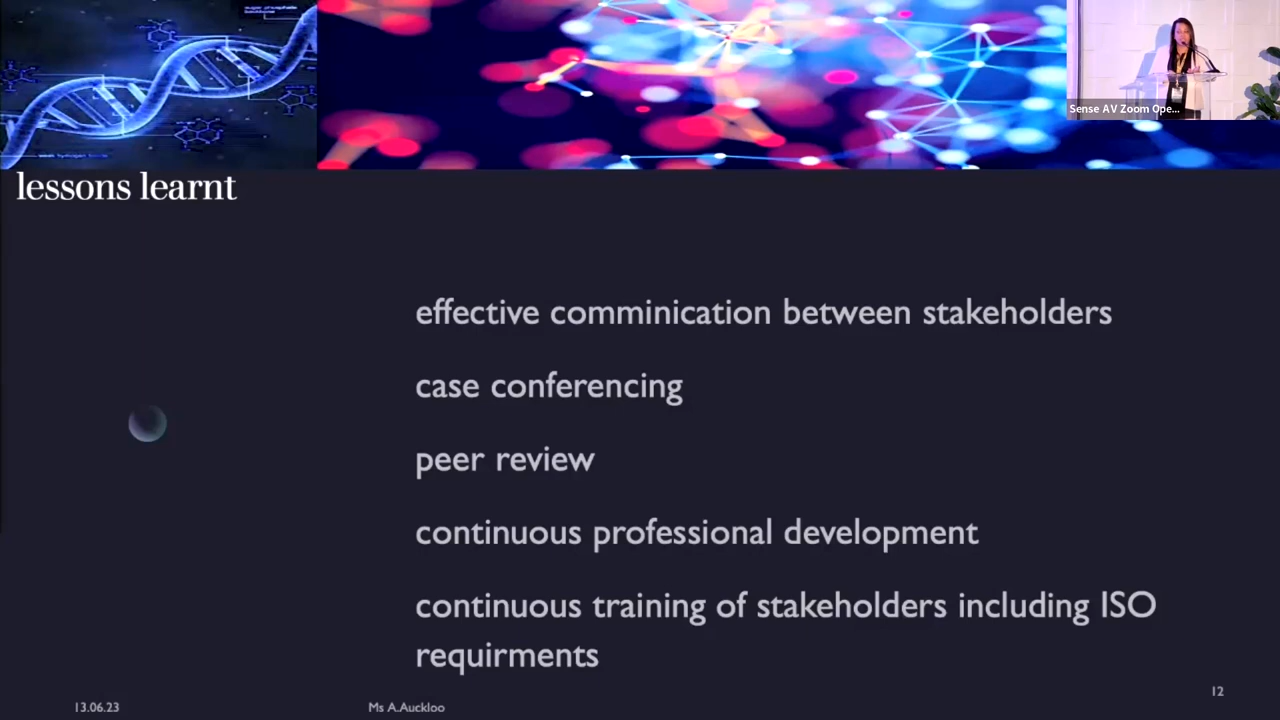 Sense AV Zoom Ope...
lessons learnt
effective comminication between stakeholders
case conferencing
peer review
continuous professional development
continuous training of stakeholders including ISO
requirments
12
13.06.23
Ms A.Auckloo